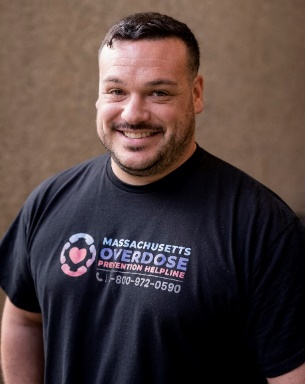 MASSACHUSETTS
OVERDOSE
PREVENTION HELPLINE
1-800-972-0590